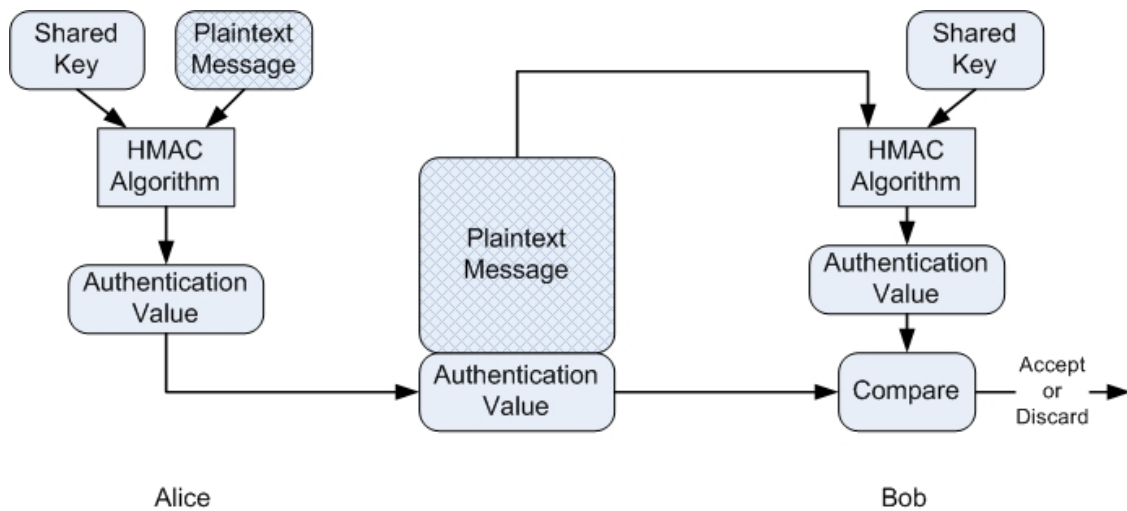 Shared
Key
Plaintext
Message
HMAC
Algorithm
Authentication
Value
Plaintext
Message
Authentication
Value
Shared
Key
HMAC
Algorithm
Authentication
Value
Compare
Accept
or
Discard
Alice
Bob